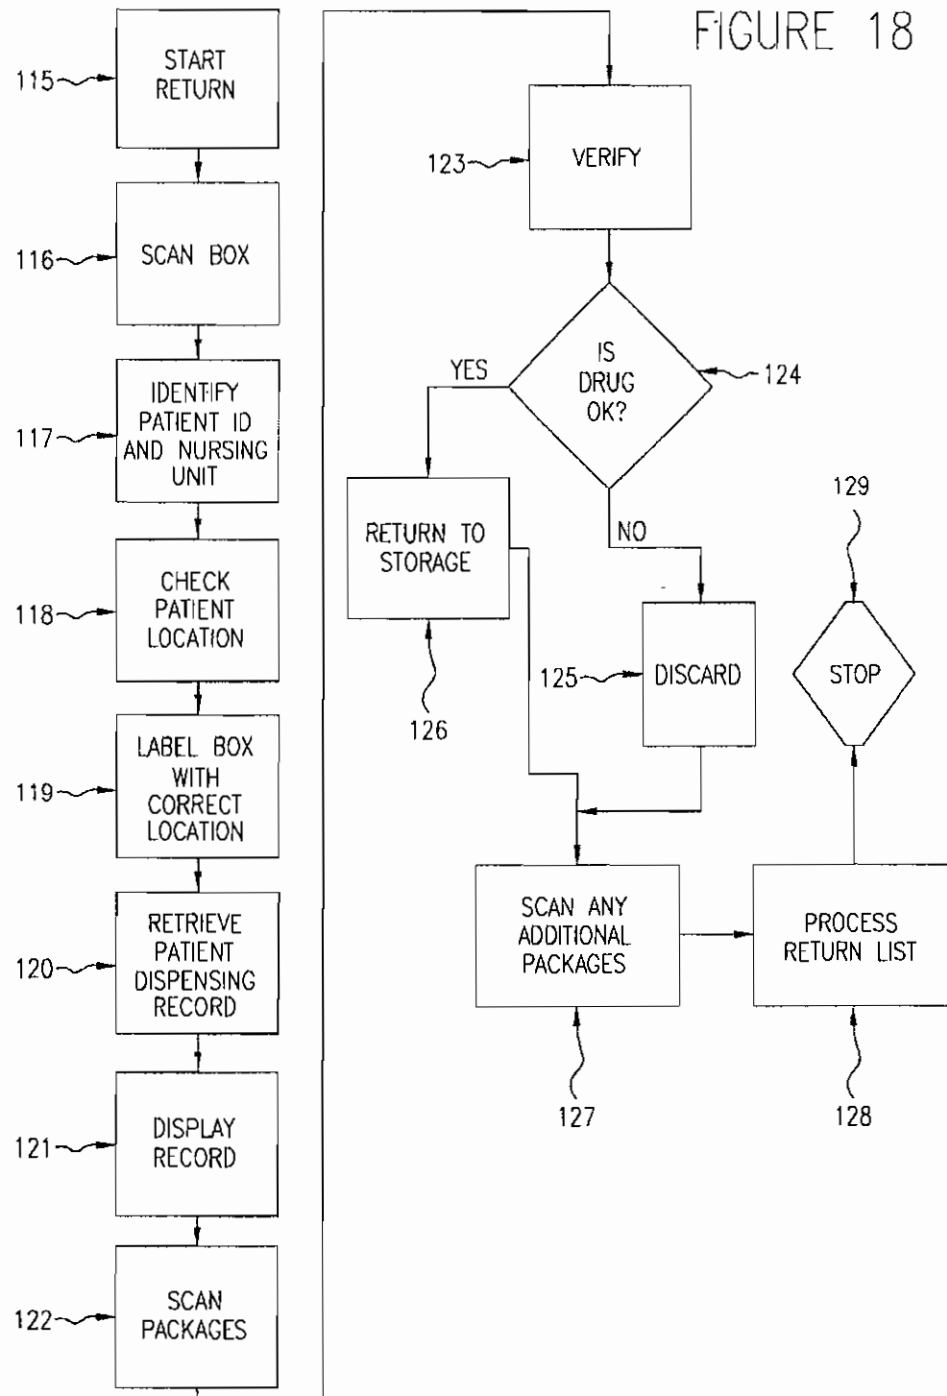 FIGURE 18
115
START
RETURN
116
SCAN BOX
117
IDENTIFY
PATIENT ID
AND NURSING
UNIT
118
CHECK
PATIENT
LOCATION
119
LABEL BOX
WITH
CORRECT
LOCATION
120
RETRIEVE
PATIENT
DISPENSING
RECORD
121
DISPLAY
RECORD
122
SCAN
PACKAGES
123
VERIFY
IS
DRUG
OK?
124
YES
NO
RETURN TO
STORAGE
126
125
DISCARD
129
STOP
SCAN ANY
ADDITIONAL
PACKAGES
127
PROCESS
RETURN LIST
128